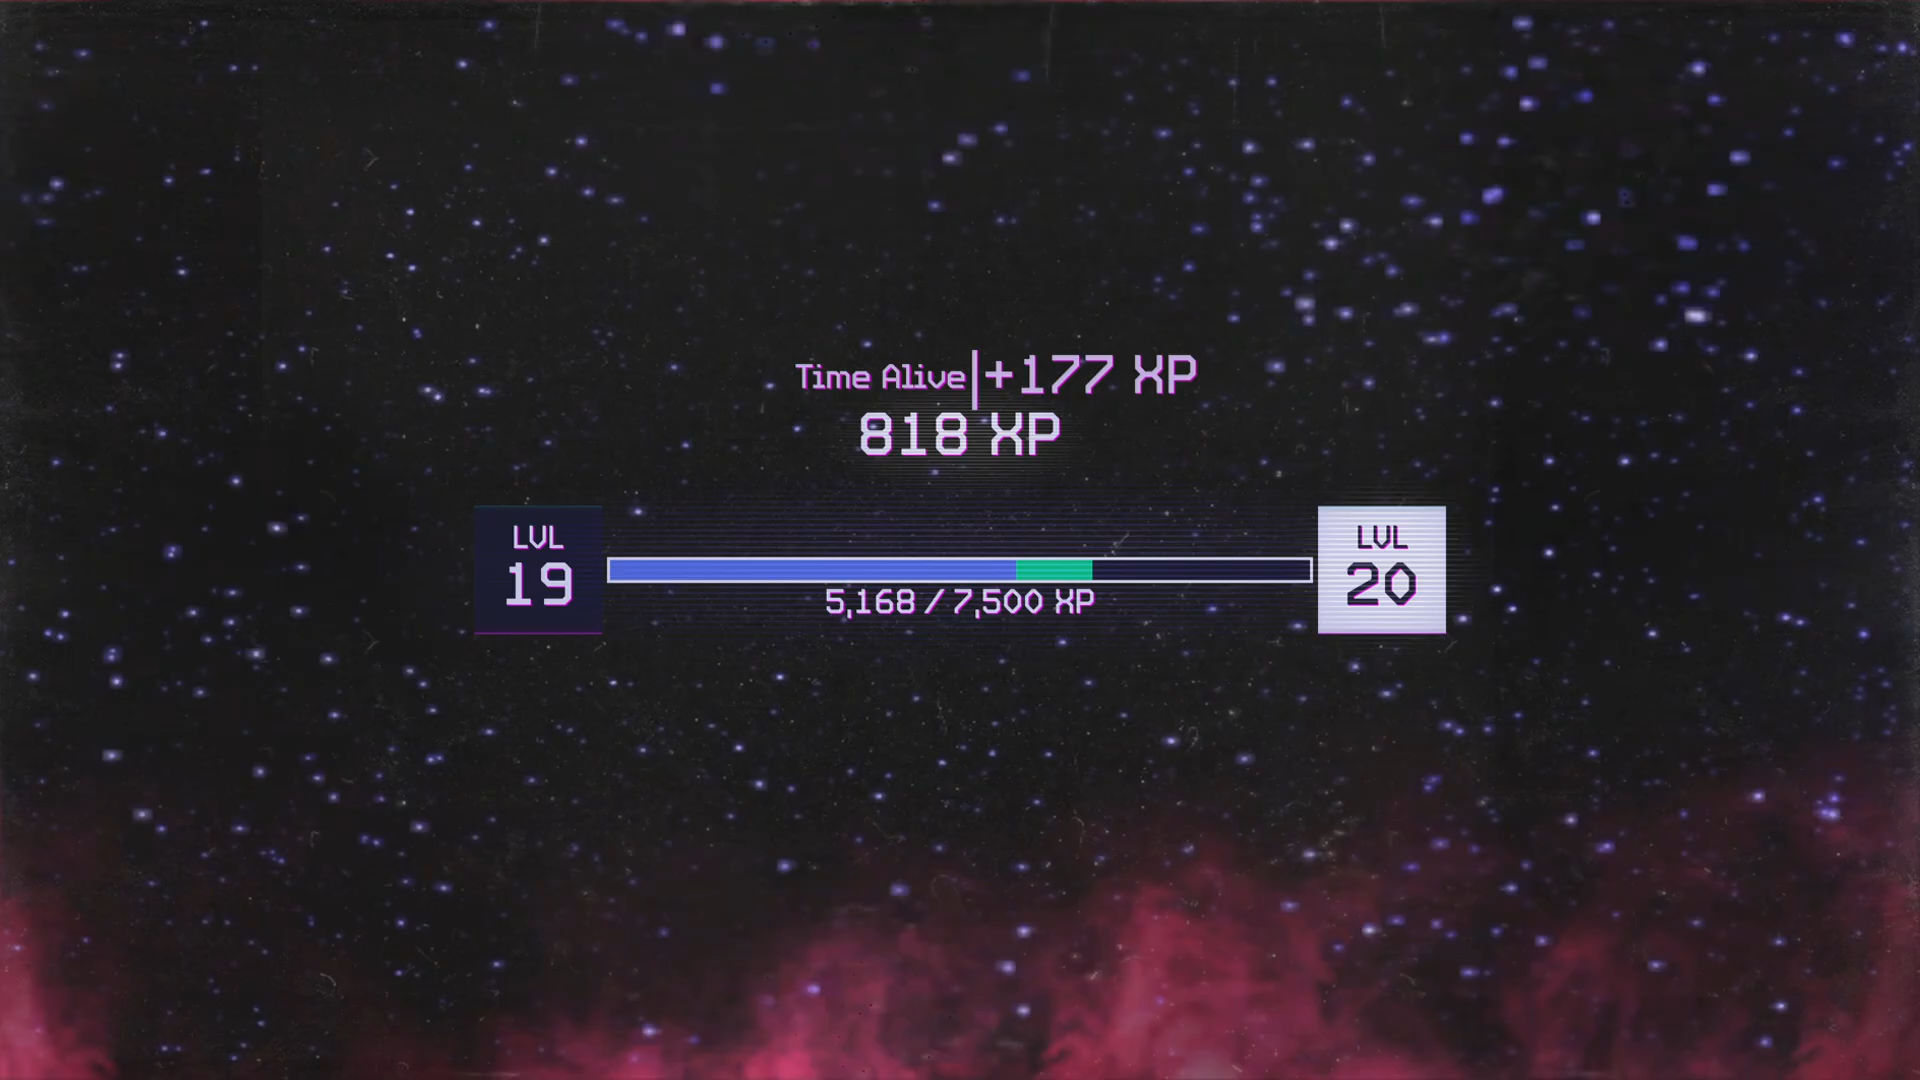 Time Alive +177 XP
818 XP
LVL
19
LVL
20
5,168 / 7,500 XP